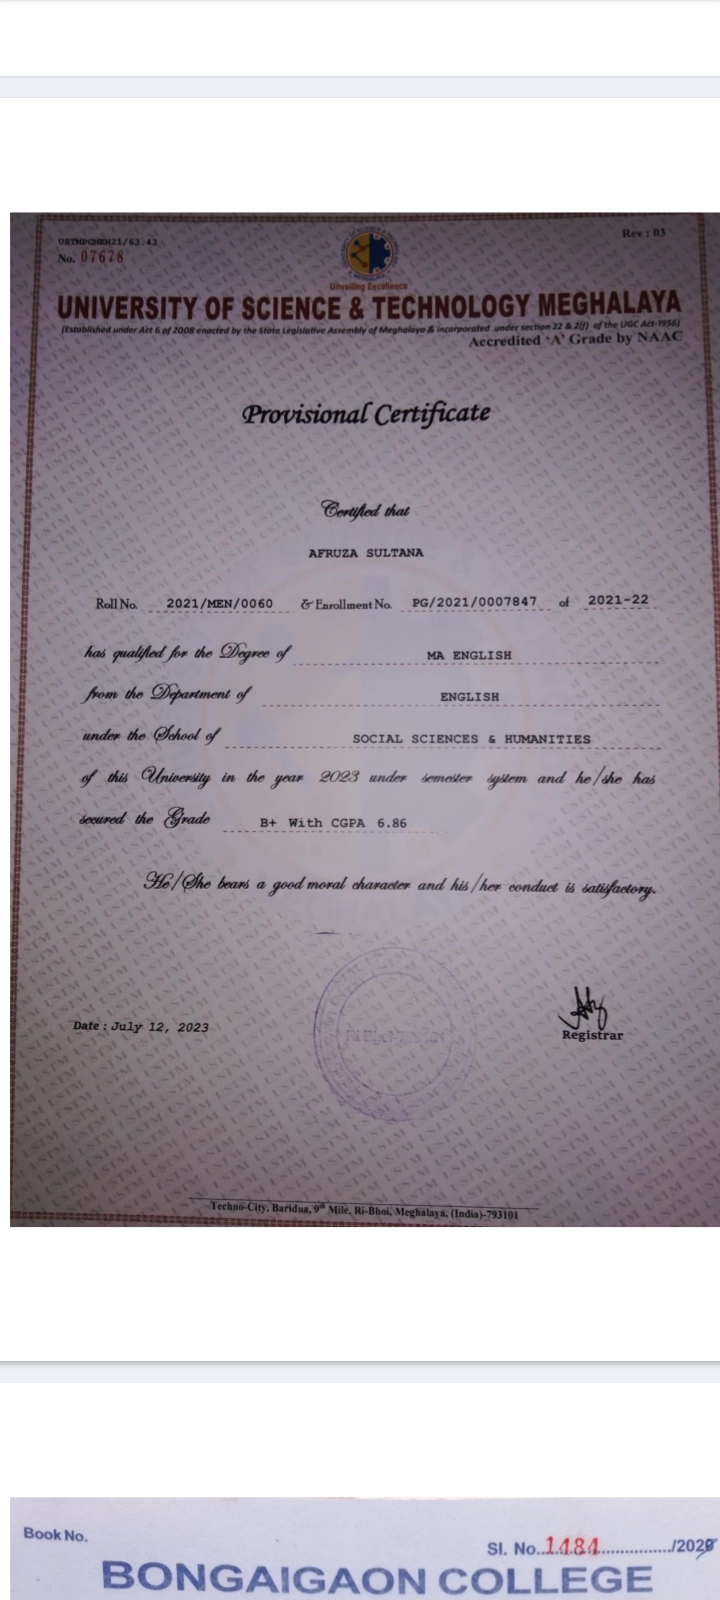 USTMPCMEN21/63.43
Rev : 03
No. 07678
Unveiling Excellence
UNIVERSITY OF SCIENCE & TECHNOLOGY MEGHALAYA
(Established under Act 6 of 2008 enacted by the State Legislative Assembly of Meghalaya & incorporated under section 22 & 2(f) of the UGC Act-1956)
Accredited 'A' Grade by NAAC
Provisional Certificate
Certified that
AFRUZA SULTANA
Roll No. 2021/MEN/0060 & Enrollment No. PG/2021/0007847 of 2021-22
has qualified for the Degree of MA ENGLISH
from the Department of ENGLISH
under the School of SOCIAL SCIENCES & HUMANITIES
of this University in the year 2023 under semester system and he/she has
secured the Grade B+ With CGPA 6.86
He/She bears a good moral character and his/her conduct is satisfactory.
Date : July 12, 2023
Registrar
Techno-City, Baridua, 9th Mile, Ri-Bhoi, Meghalaya, (India)-793101
Book No.
Sl. No. 1484 /2020
BONGAIGAON COLLEGE